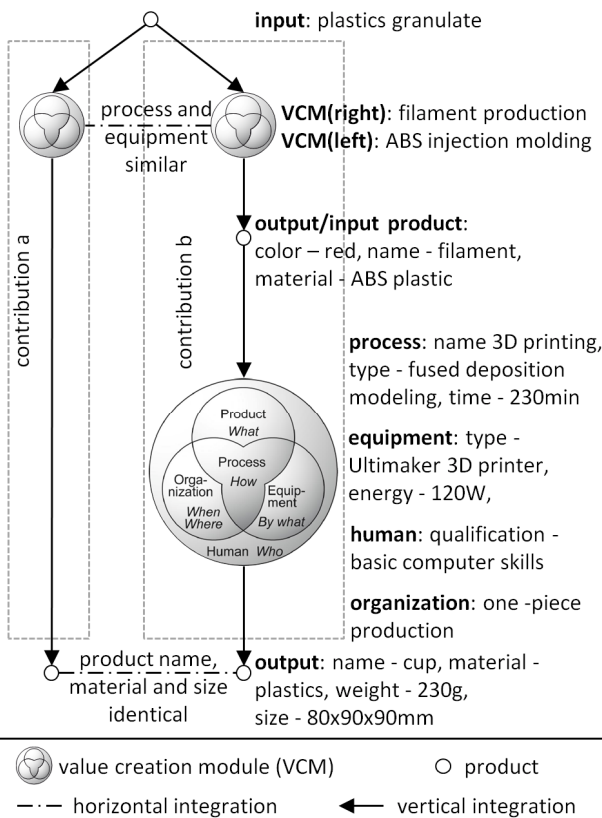 input: plastics granulate
process and
equipment
similar
VCM(right): filament production
VCM(left): ABS injection molding
contribution a
contribution b
output/input product:
color – red, name - filament,
material - ABS plastic
process: name 3D printing,
type - fused deposition
modeling, time - 230min
equipment: type -
Ultimaker 3D printer,
energy - 120W,
human: qualification -
basic computer skills
organization: one -piece
production
Product
What
Process
How
Orga-
nization
When
Where
Equip-
ment
By what
Human Who
product name,
material and size
identical
output: name - cup, material -
plastics, weight - 230g,
size - 80x90x90mm
value creation module (VCM)
product
horizontal integration
vertical integration